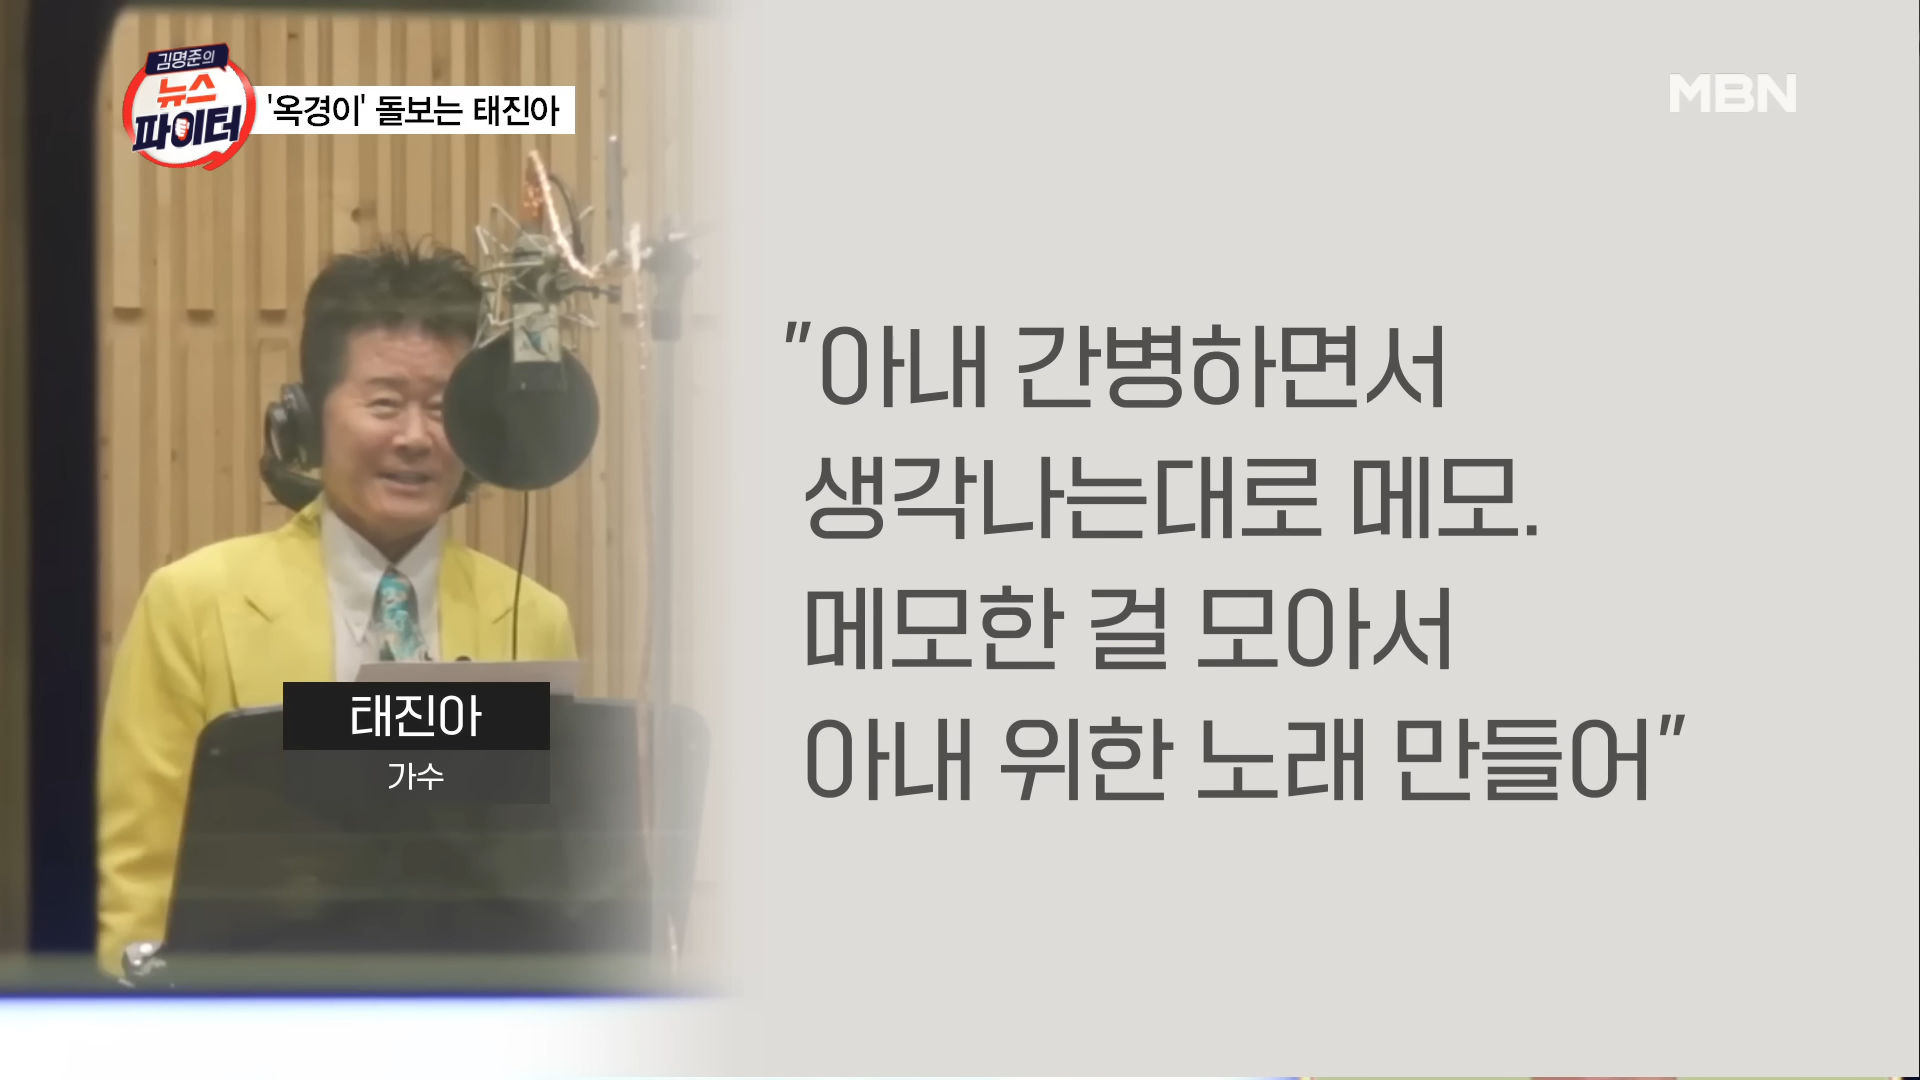 김명준의
뉴스
파이터
'옥경이' 돌보는 태진아
MBN
"아내 간병하면서
생각나는대로 메모.
메모한 걸 모아서
아내 위한 노래 만들어"
태진아
가수